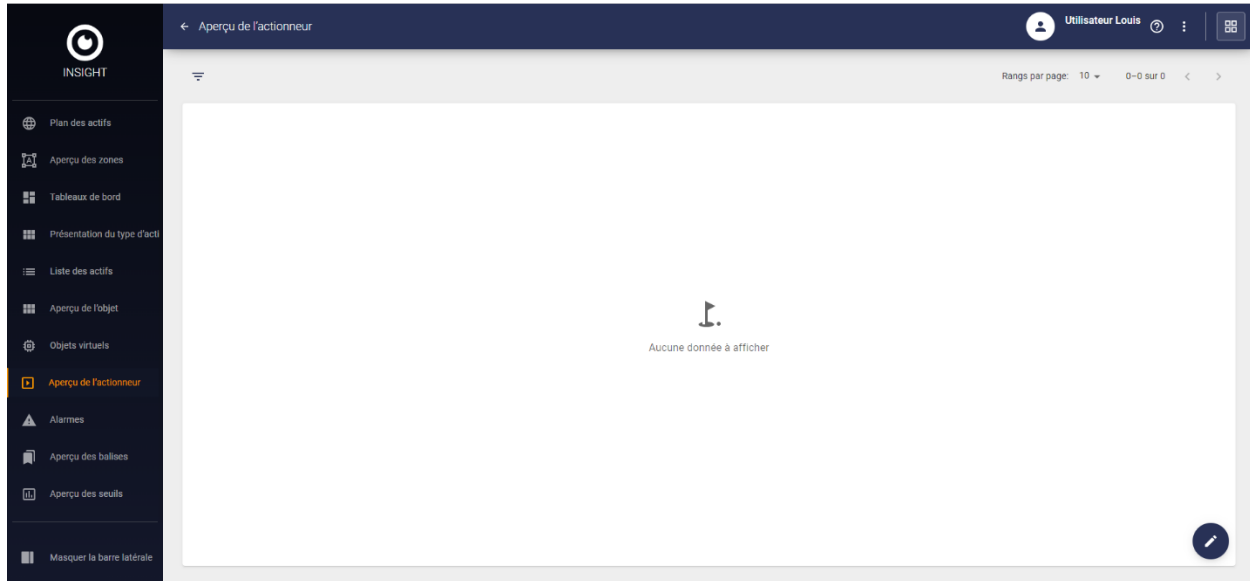 INSIGHT
Plan des actifs
Aperçu des zones
Tableaux de bord
Présentation du type d'acti
Liste des actifs
Aperçu de l'objet
Objets virtuels
Aperçu de l'actionneur
Alarmes
Aperçu des balises
Aperçu des seuils
Masquer la barre latérale
Aperçu de l'actionneur
Utilisateur Louis
Rangs par page: 10 0-0 sur 0
Aucune donnée à afficher